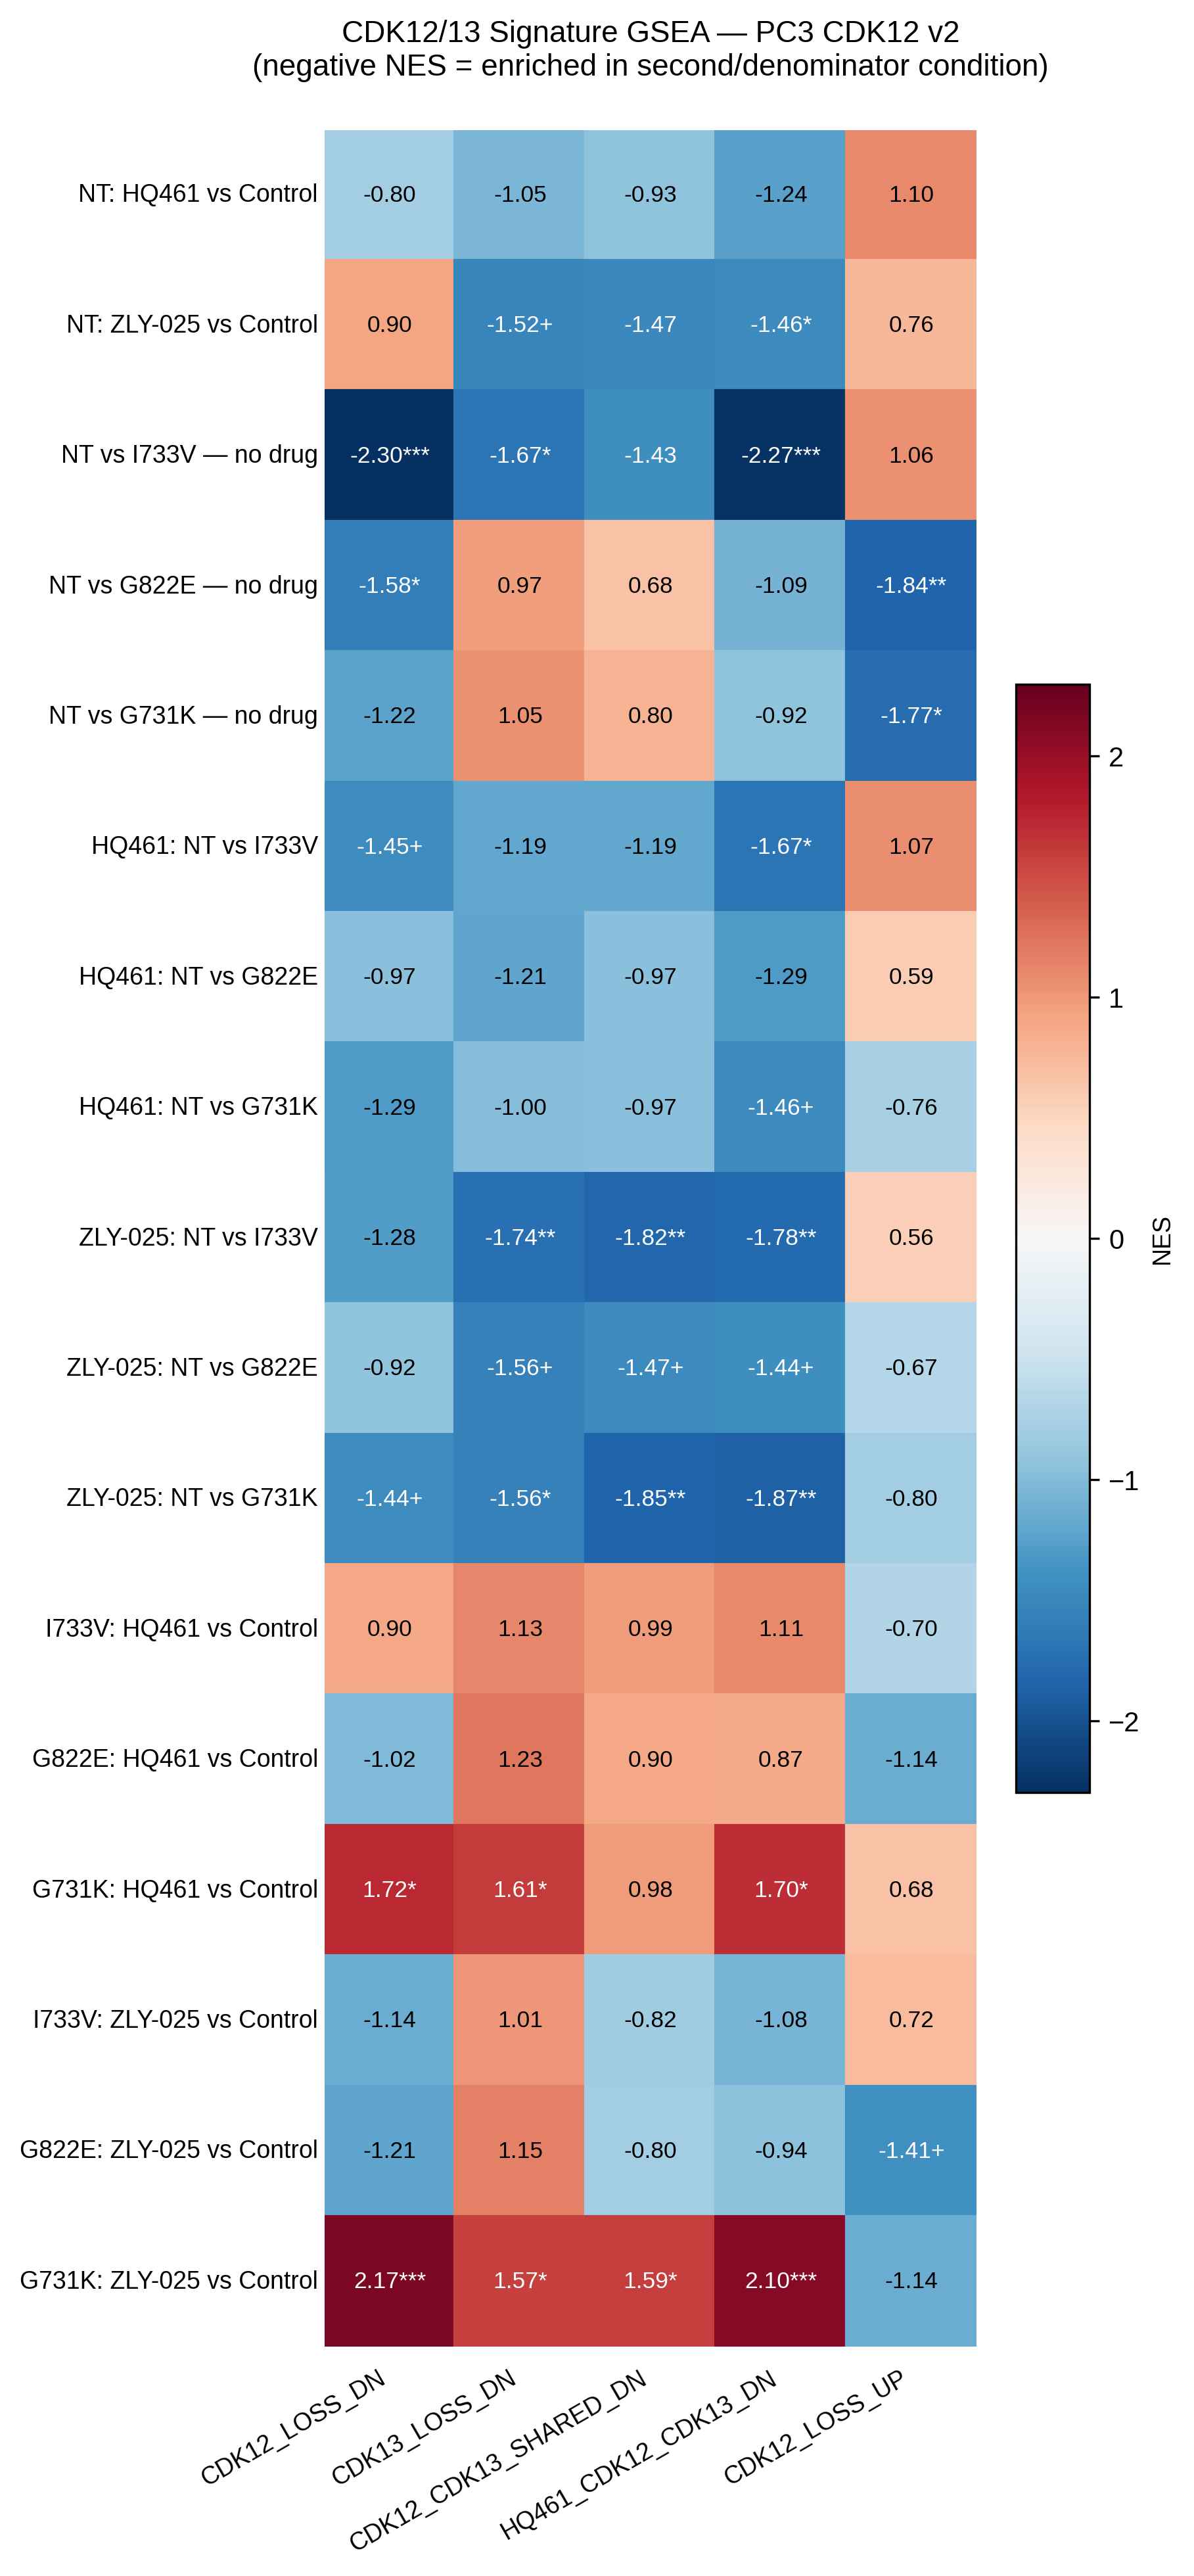 CDK12/13 Signature GSEA — PC3 CDK12 v2
(negative NES = enriched in second/denominator condition)
NT: HQ461 vs Control -0.80 -1.05 -0.93 -1.24 1.10
NT: ZLY-025 vs Control 0.90 -1.52+ -1.47 -1.46* 0.76
NT vs I733V — no drug -2.30*** -1.67* -1.43 -2.27*** 1.06
NT vs G822E — no drug -1.58* 0.97 0.68 -1.09 -1.84**
NT vs G731K — no drug -1.22 1.05 0.80 -0.92 -1.77*
HQ461: NT vs I733V -1.45+ -1.19 -1.19 -1.67* 1.07
HQ461: NT vs G822E -0.97 -1.21 -0.97 -1.29 0.59
HQ461: NT vs G731K -1.29 -1.00 -0.97 -1.46+ -0.76
ZLY-025: NT vs I733V -1.28 -1.74** -1.82** -1.78** 0.56
ZLY-025: NT vs G822E -0.92 -1.56+ -1.47+ -1.44+ -0.67
ZLY-025: NT vs G731K -1.44+ -1.56* -1.85** -1.87** -0.80
I733V: HQ461 vs Control 0.90 1.13 0.99 1.11 -0.70
G822E: HQ461 vs Control -1.02 1.23 0.90 0.87 -1.14
G731K: HQ461 vs Control 1.72* 1.61* 0.98 1.70* 0.68
I733V: ZLY-025 vs Control -1.14 1.01 -0.82 -1.08 0.72
G822E: ZLY-025 vs Control -1.21 1.15 -0.80 -0.94 -1.41+
G731K: ZLY-025 vs Control 2.17*** 1.57* 1.59* 2.10*** -1.14
CDK12_LOSS_DN
CDK13_LOSS_DN
CDK12_CDK13_SHARED_DN
HQ461_CDK12_CDK13_DN
CDK12_LOSS_UP
2
1
0
−1
−2
NES